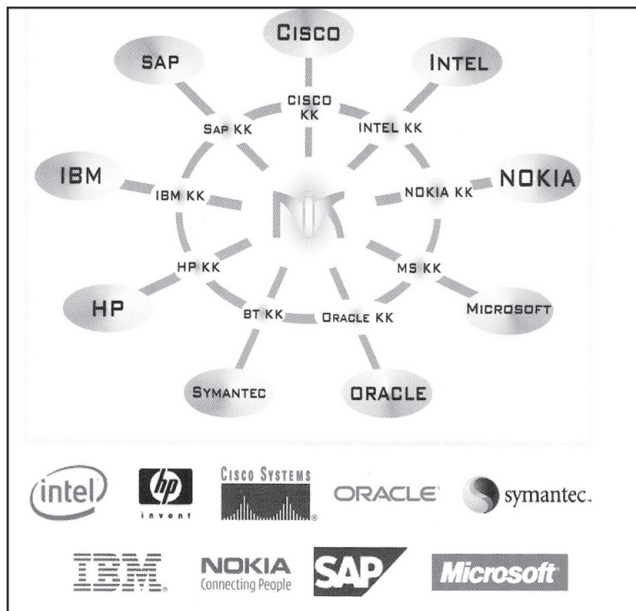 CISCO
SAP
INTEL
CISCO
KK
SAP KK
INTEL KK
IBM
IBM KK
NOKIA KK
NOKIA
HP KK
MS KK
HP
BT KK
ORACLE KK
MICROSOFT
SYMANTEC
ORACLE
intel
hp
invent
CISCO SYSTEMS
ORACLE
symantec.
IBM
NOKIA
Connecting People
SAP
Microsoft